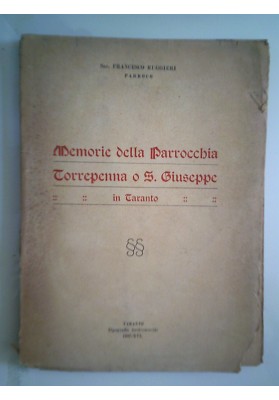 Sac. FRANCESCO RUGGIERI
PARROCO
Memorie della Parrocchia
Torrepenna o S. Giuseppe
:: :: in Taranto :: ::
§§
TARANTO